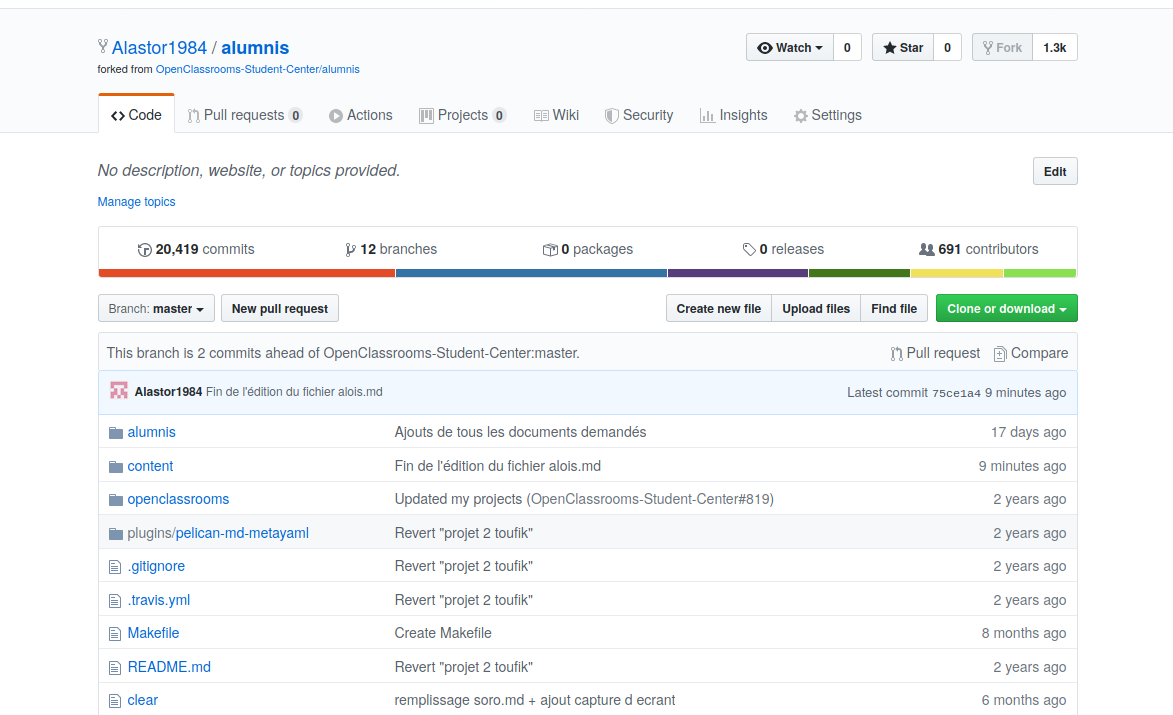 Alastor1984 / alumnis
Watch 0 Star 0 Fork 1.3k
forked from OpenClassrooms-Student-Center/alumnis
Code Pull requests 0 Actions Projects 0 Wiki Security Insights Settings
No description, website, or topics provided. Edit
Manage topics
20,419 commits 12 branches 0 packages 0 releases 691 contributors
Branch: master New pull request Create new file Upload files Find file Clone or download
This branch is 2 commits ahead of OpenClassrooms-Student-Center:master. Pull request Compare
Alastor1984 Fin de l'édition du fichier alois.md Latest commit 75ce1a4 9 minutes ago
alumnis Ajouts de tous les documents demandés 17 days ago
content Fin de l'édition du fichier alois.md 9 minutes ago
openclassrooms Updated my projects (OpenClassrooms-Student-Center#819) 2 years ago
plugins/pelican-md-metayaml Revert "projet 2 toufik" 2 years ago
.gitignore Revert "projet 2 toufik" 2 years ago
.travis.yml Revert "projet 2 toufik" 2 years ago
Makefile Create Makefile 8 months ago
README.md Revert "projet 2 toufik" 2 years ago
clear remplissage soro.md + ajout capture d ecrant 6 months ago